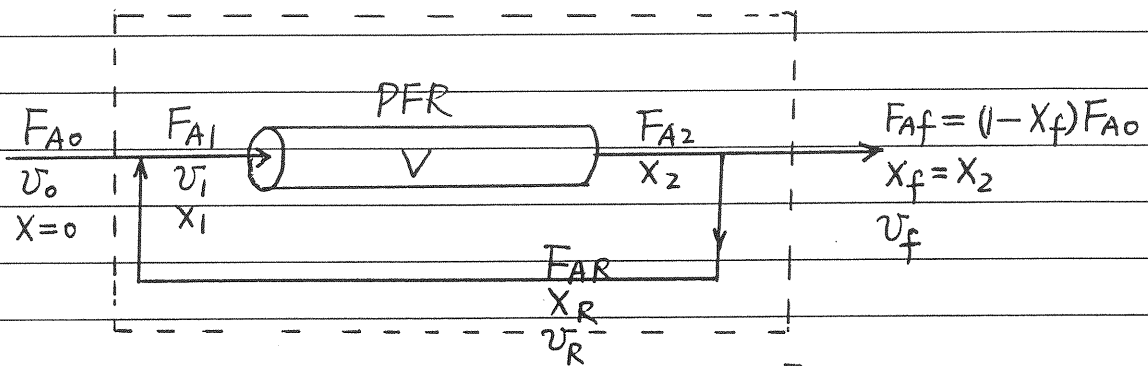 PFR
F_A0
v_0
X=0
F_A1
v_1
X_1
V
F_A2
X_2
F_Af = (1-X_f)F_A0
X_f = X_2
v_f
F_AR
X_R
v_R